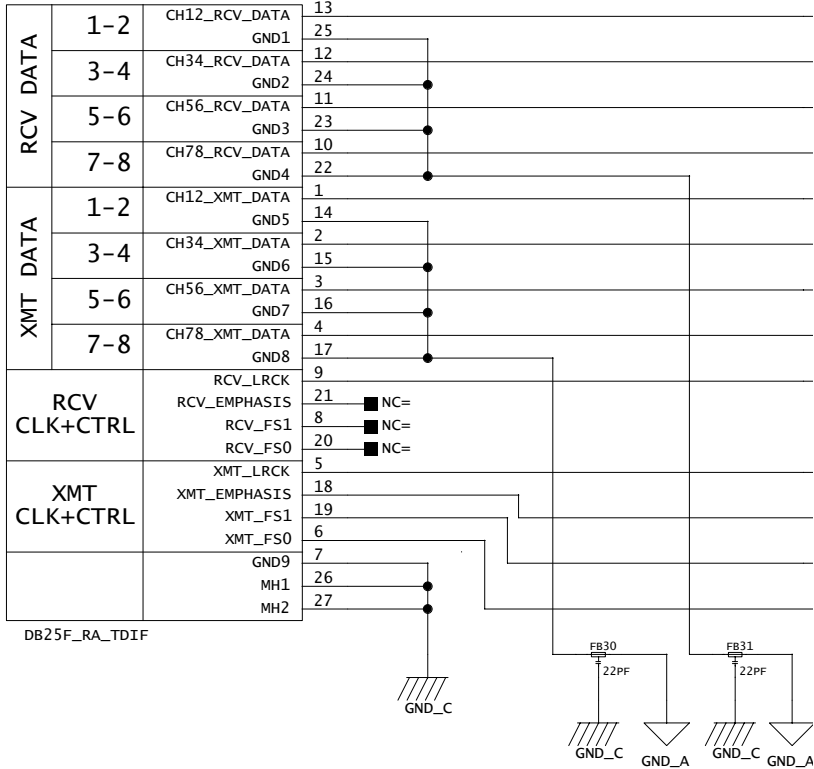 RCV DATA
1-2
CH12_RCV_DATA 13
GND1 25
3-4
CH34_RCV_DATA 12
GND2 24
5-6
CH56_RCV_DATA 11
GND3 23
7-8
CH78_RCV_DATA 10
GND4 22
XMT DATA
1-2
CH12_XMT_DATA 1
GND5 14
3-4
CH34_XMT_DATA 2
GND6 15
5-6
CH56_XMT_DATA 3
GND7 16
7-8
CH78_XMT_DATA 4
GND8 17
RCV
CLK+CTRL
RCV_LRCK 9
RCV_EMPHASIS 21 NC=
RCV_FS1 8 NC=
RCV_FS0 20 NC=
XMT
CLK+CTRL
XMT_LRCK 5
XMT_EMPHASIS 18
XMT_FS1 19
XMT_FS0 6
GND9 7
MH1 26
MH2 27
DB25F_RA_TDIF
GND_C
FB30
22PF
GND_C
GND_A
FB31
22PF
GND_C
GND_A